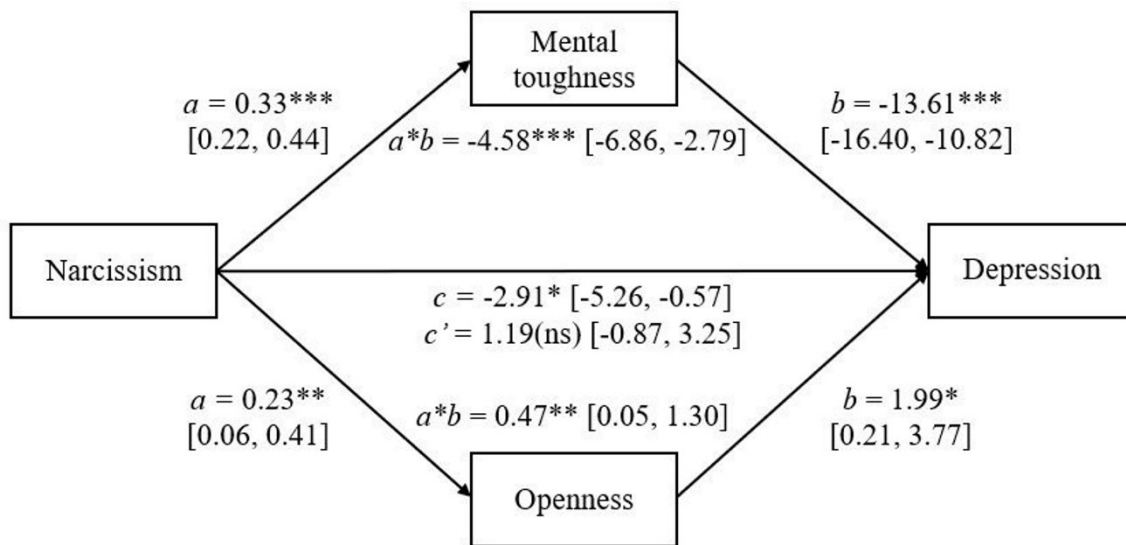 Mental
toughness
a = 0.33***
[0.22, 0.44]
b = -13.61***
[-16.40, -10.82]
a*b = -4.58*** [-6.86, -2.79]
Narcissism
Depression
c = -2.91* [-5.26, -0.57]
c’ = 1.19(ns) [-0.87, 3.25]
a = 0.23**
[0.06, 0.41]
a*b = 0.47** [0.05, 1.30]
b = 1.99*
[0.21, 3.77]
Openness